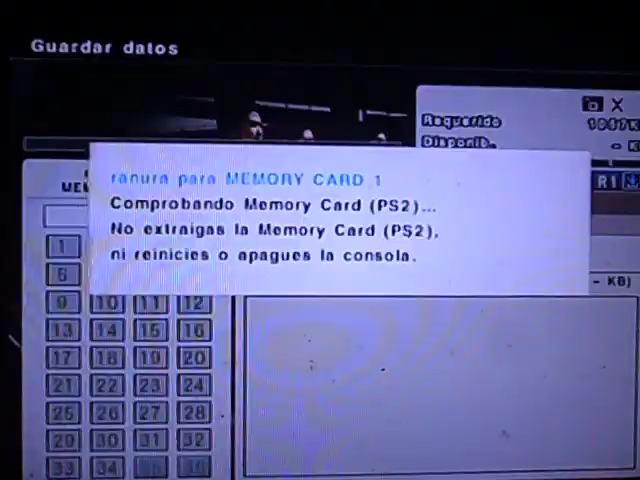 Guardar datos
Requerido
Disponib.
ranura para MEMORY CARD 1
Comprobando Memory Card (PS2)...
No extraigas la Memory Card (PS2),
ni reinicies o apagues la consola.
R1
- KB)
1
5
9 10 11 12
13 14 15 16
17 18 19 20
21 22 23 24
25 26 27 28
29 30 31 32
33 34